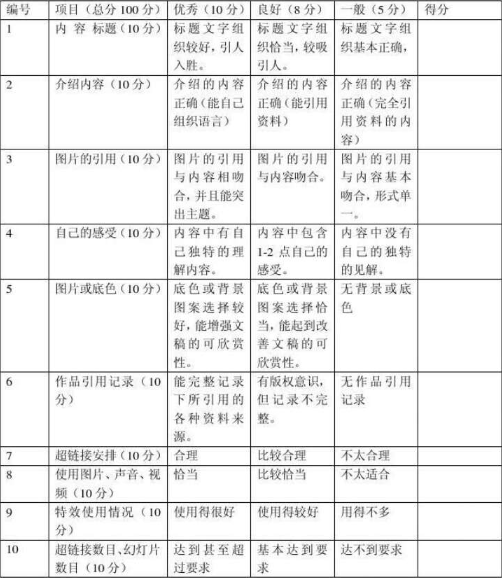 编号 项目（总分 100 分） 优秀（10 分） 良好（8 分） 一般（5 分） 得分
1 内 容 标题（10 分） 标题文字组 标题文字组 标题文字组
织较好，引人 织恰当，较吸 织基本正确，
入胜。 引人。
2 介绍内容（10 分） 介绍的内容 介绍的内容 介绍的内容
正确（能自己 正确（能引用 正确（完全引
组织语言） 资料） 用资料的内
容）
3 图片的引用（10 分） 图片的引用 图片的引用 图片的引用
与内容相吻 与内容吻合。 与内容基本
合，并且能突 吻合，形式单
出主题。 一。
4 自己的感受（10 分） 内容中有自 内容中包含 内容中没有
己独特的理 1-2 点自己的 自己的独特
解内容。 感受。 的见解。
5 图片或底色（10 分） 底色或背景 底色或背景 无背景或底
图案选择较 图案选择恰 色
好，能增强文 当，能起到改
稿的可欣赏 善文稿的可
性。 欣赏性。
6 作品引用记录（10 能完整记录 有版权意识， 无作品引用
分） 下所引用的 但记录不完 记录
各种资料来 整。
源。
7 超链接安排（10 分） 合理 比较合理 不太合理
8 使用图片、声音、视 恰当 比较恰当 不太适合
频（10 分）
9 特效使用情况（10 使用得很好 使用得较好 用得不多
分）
10 超链接数目、幻灯片 达到甚至超 基本达到要 达不到要求
数目（10 分） 过要求 求